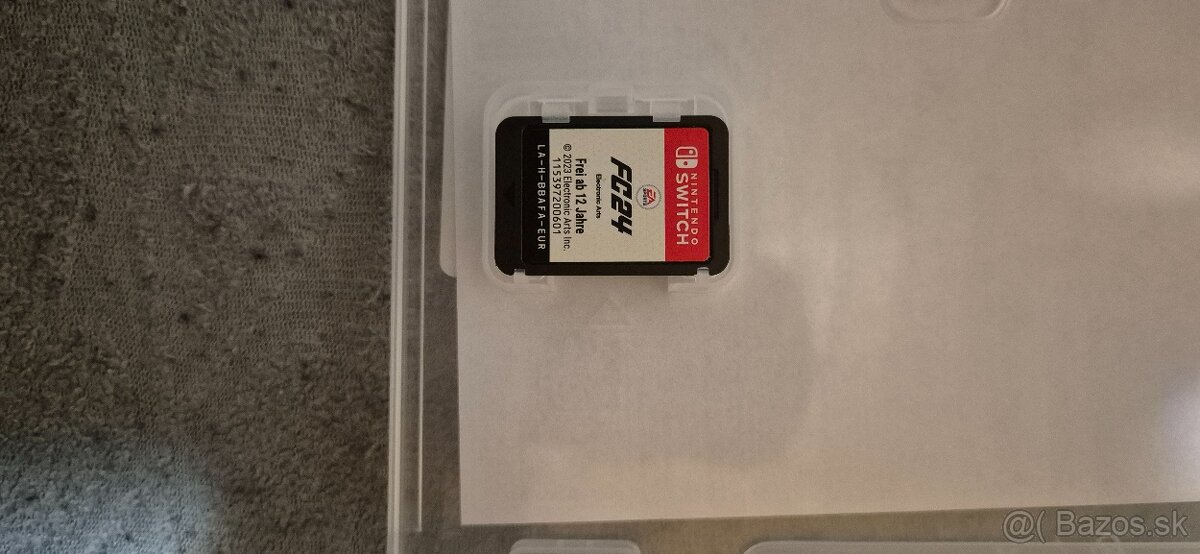 NINTENDO
SWITCH
EA
SPORTS
FC24
Electronic Arts
Frei ab 12 Jahre
© 2023 Electronic Arts Inc.
115397200601
LA-H-BBAFA-EUR
@( Bazos.sk